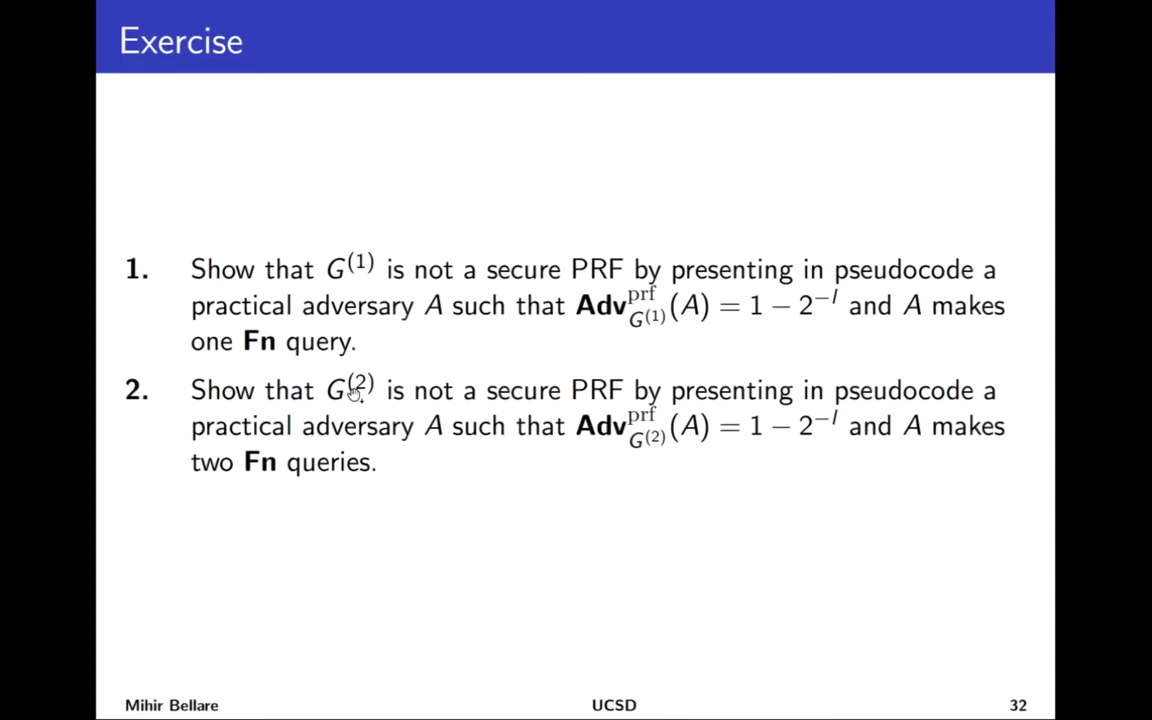 Exercise
1. Show that G^(1) is not a secure PRF by presenting in pseudocode a
practical adversary A such that Adv^prf_G^(1)(A) = 1 − 2^−l and A makes
one Fn query.
2. Show that G^(2) is not a secure PRF by presenting in pseudocode a
practical adversary A such that Adv^prf_G^(2)(A) = 1 − 2^−l and A makes
two Fn queries.
Mihir Bellare UCSD 32